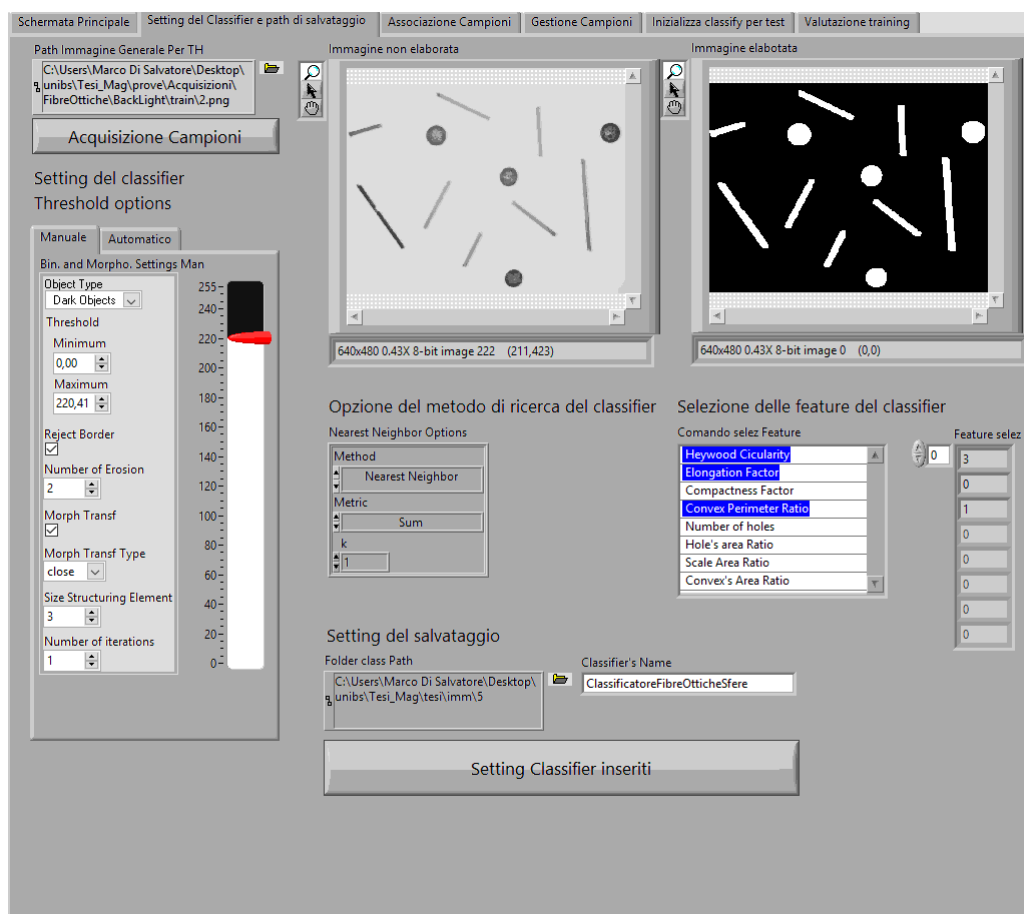 Schermata Principale
Setting del Classifier e path di salvataggio
Associazione Campioni
Gestione Campioni
Inizializza classify per test
Valutazione training
Path Immagine Generale Per TH
C:\Users\Marco Di Salvatore\Desktop\
unibs\Tesi_Mag\prove\Acquisizioni\
FibreOttiche\BackLight\train\2.png
Acquisizione Campioni
Immagine non elaborata
640x480 0.43X 8-bit image 222 (211,423)
Immagine elabotata
640x480 0.43X 8-bit image 0 (0,0)
Setting del classifier
Threshold options
Manuale
Automatico
Bin. and Morpho. Settings Man
Object Type
Dark Objects
Threshold
Minimum
0,00
Maximum
220,41
Reject Border
Number of Erosion
2
Morph Transf
Morph Transf Type
close
Size Structuring Element
3
Number of iterations
1
255
240
220
200
180
160
140
120
100
80
60
40
20
0
Opzione del metodo di ricerca del classifier
Nearest Neighbor Options
Method
Nearest Neighbor
Metric
Sum
k
1
Selezione delle feature del classifier
Comando selez Feature
Heywood Cicularity
Elongation Factor
Compactness Factor
Convex Perimeter Ratio
Number of holes
Hole's area Ratio
Scale Area Ratio
Convex's Area Ratio
0
Feature selez
3
0
1
0
0
0
0
0
Setting del salvataggio
Folder class Path
C:\Users\Marco Di Salvatore\Desktop\
unibs\Tesi_Mag\tesi\imm\5
Classifier's Name
ClassificatoreFibreOtticheSfere
Setting Classifier inseriti